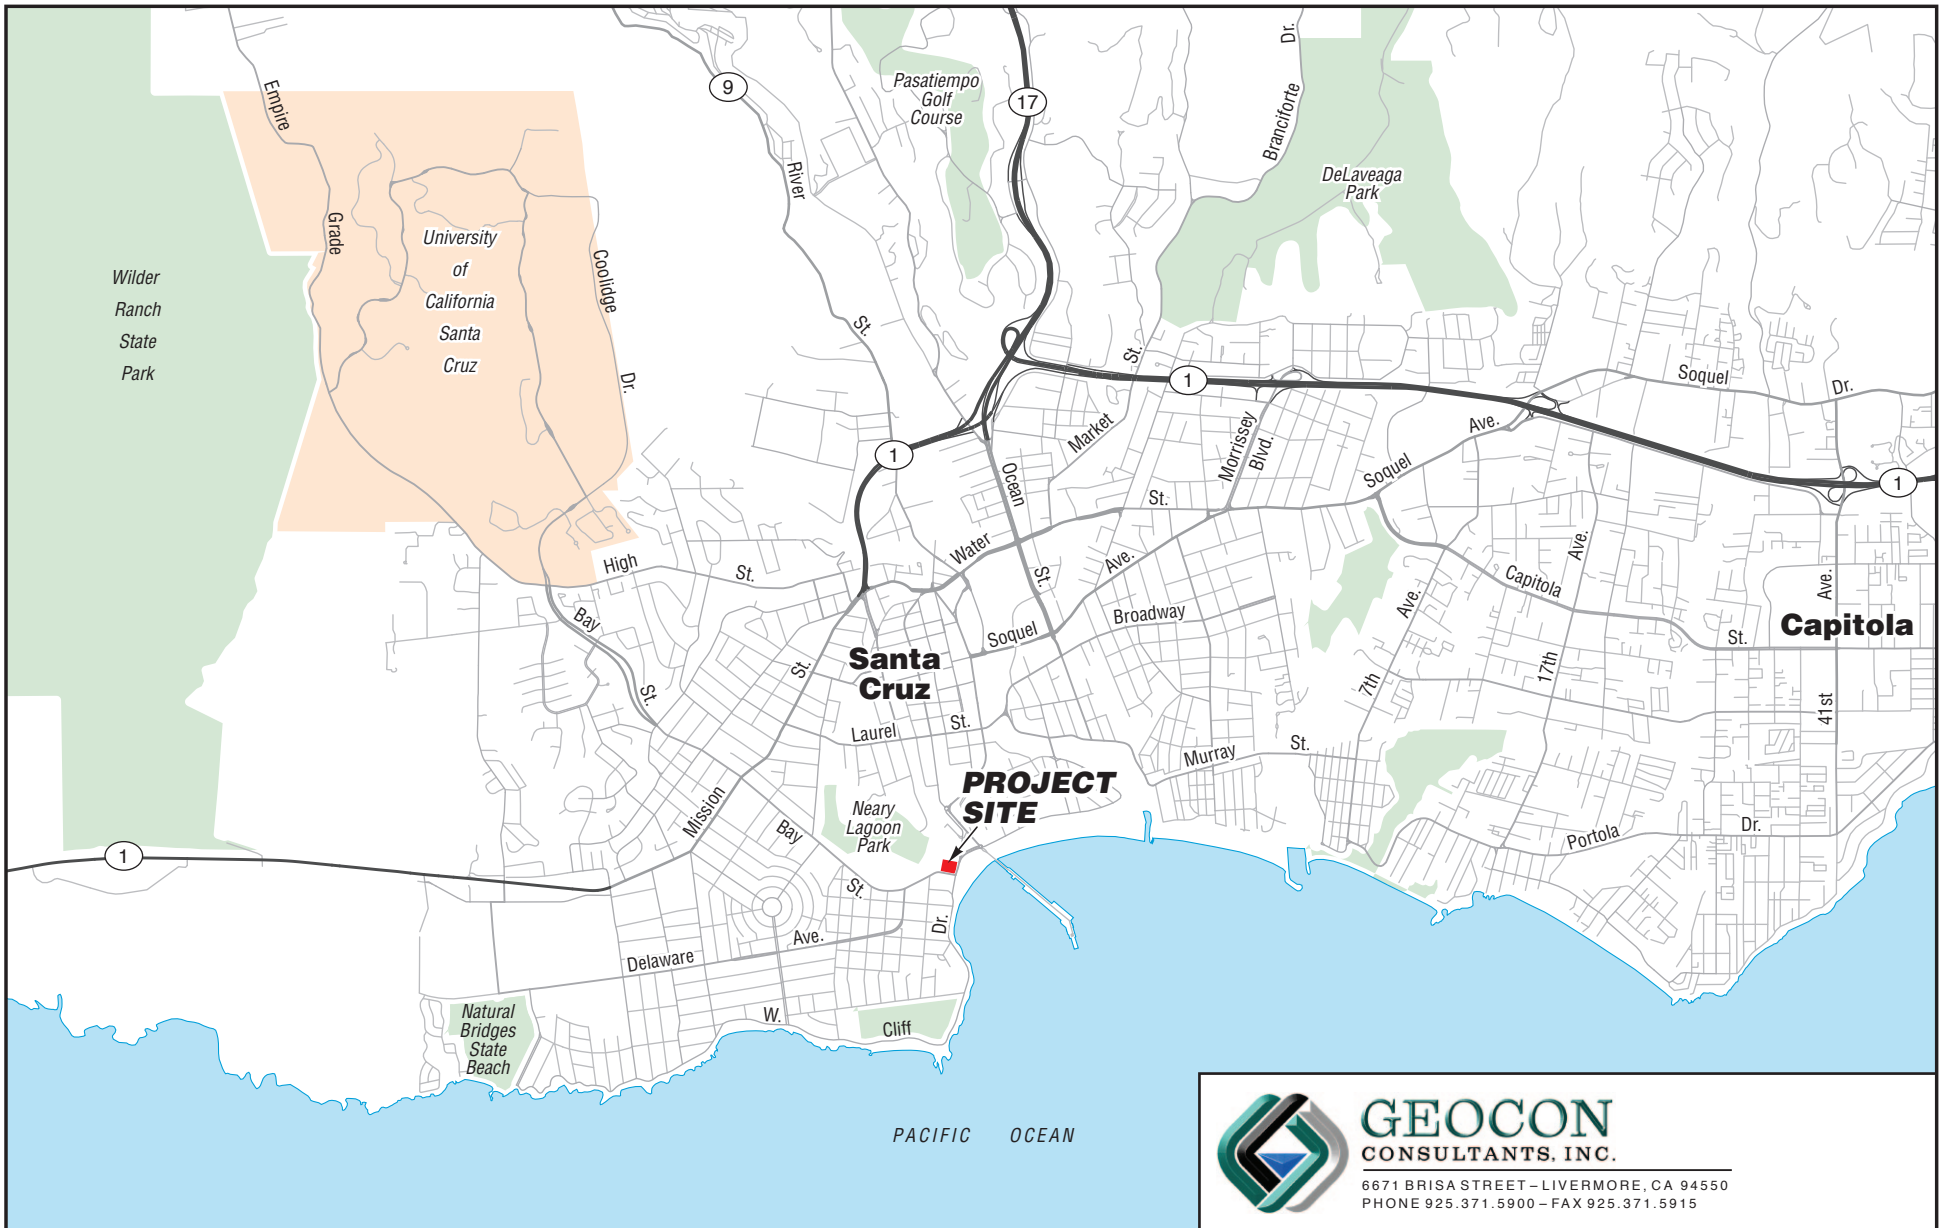 Empire
Grade
9
River
St.
Pasatiempo
Golf
Course
17
Dr.
Branciforte
DeLaveaga
Park
Wilder
Ranch
State
Park
University
of
California
Santa
Cruz
Coolidge
Dr.
St.
1
Soquel
Dr.
Market
Morrissey
Blvd.
Ave.
Soquel
1
Ocean
St.
1
Water
St.
Ave.
High
St.
Bay
St.
Ave.
Capitola
Ave.
Ave.
Capitola
St.
Broadway
Soquel
Santa
Cruz
St.
7th
17th
41st
Laurel
St.
Murray
St.
PROJECT
SITE
Neary
Lagoon
Park
Mission
Bay
St.
Portola
Dr.
1
Dr.
Ave.
Delaware
Natural
Bridges
State
Beach
W.
Cliff
PACIFIC OCEAN
GEOCON
CONSULTANTS, INC.
6671 BRISA STREET – LIVERMORE, CA 94550
PHONE 925.371.5900 – FAX 925.371.5915